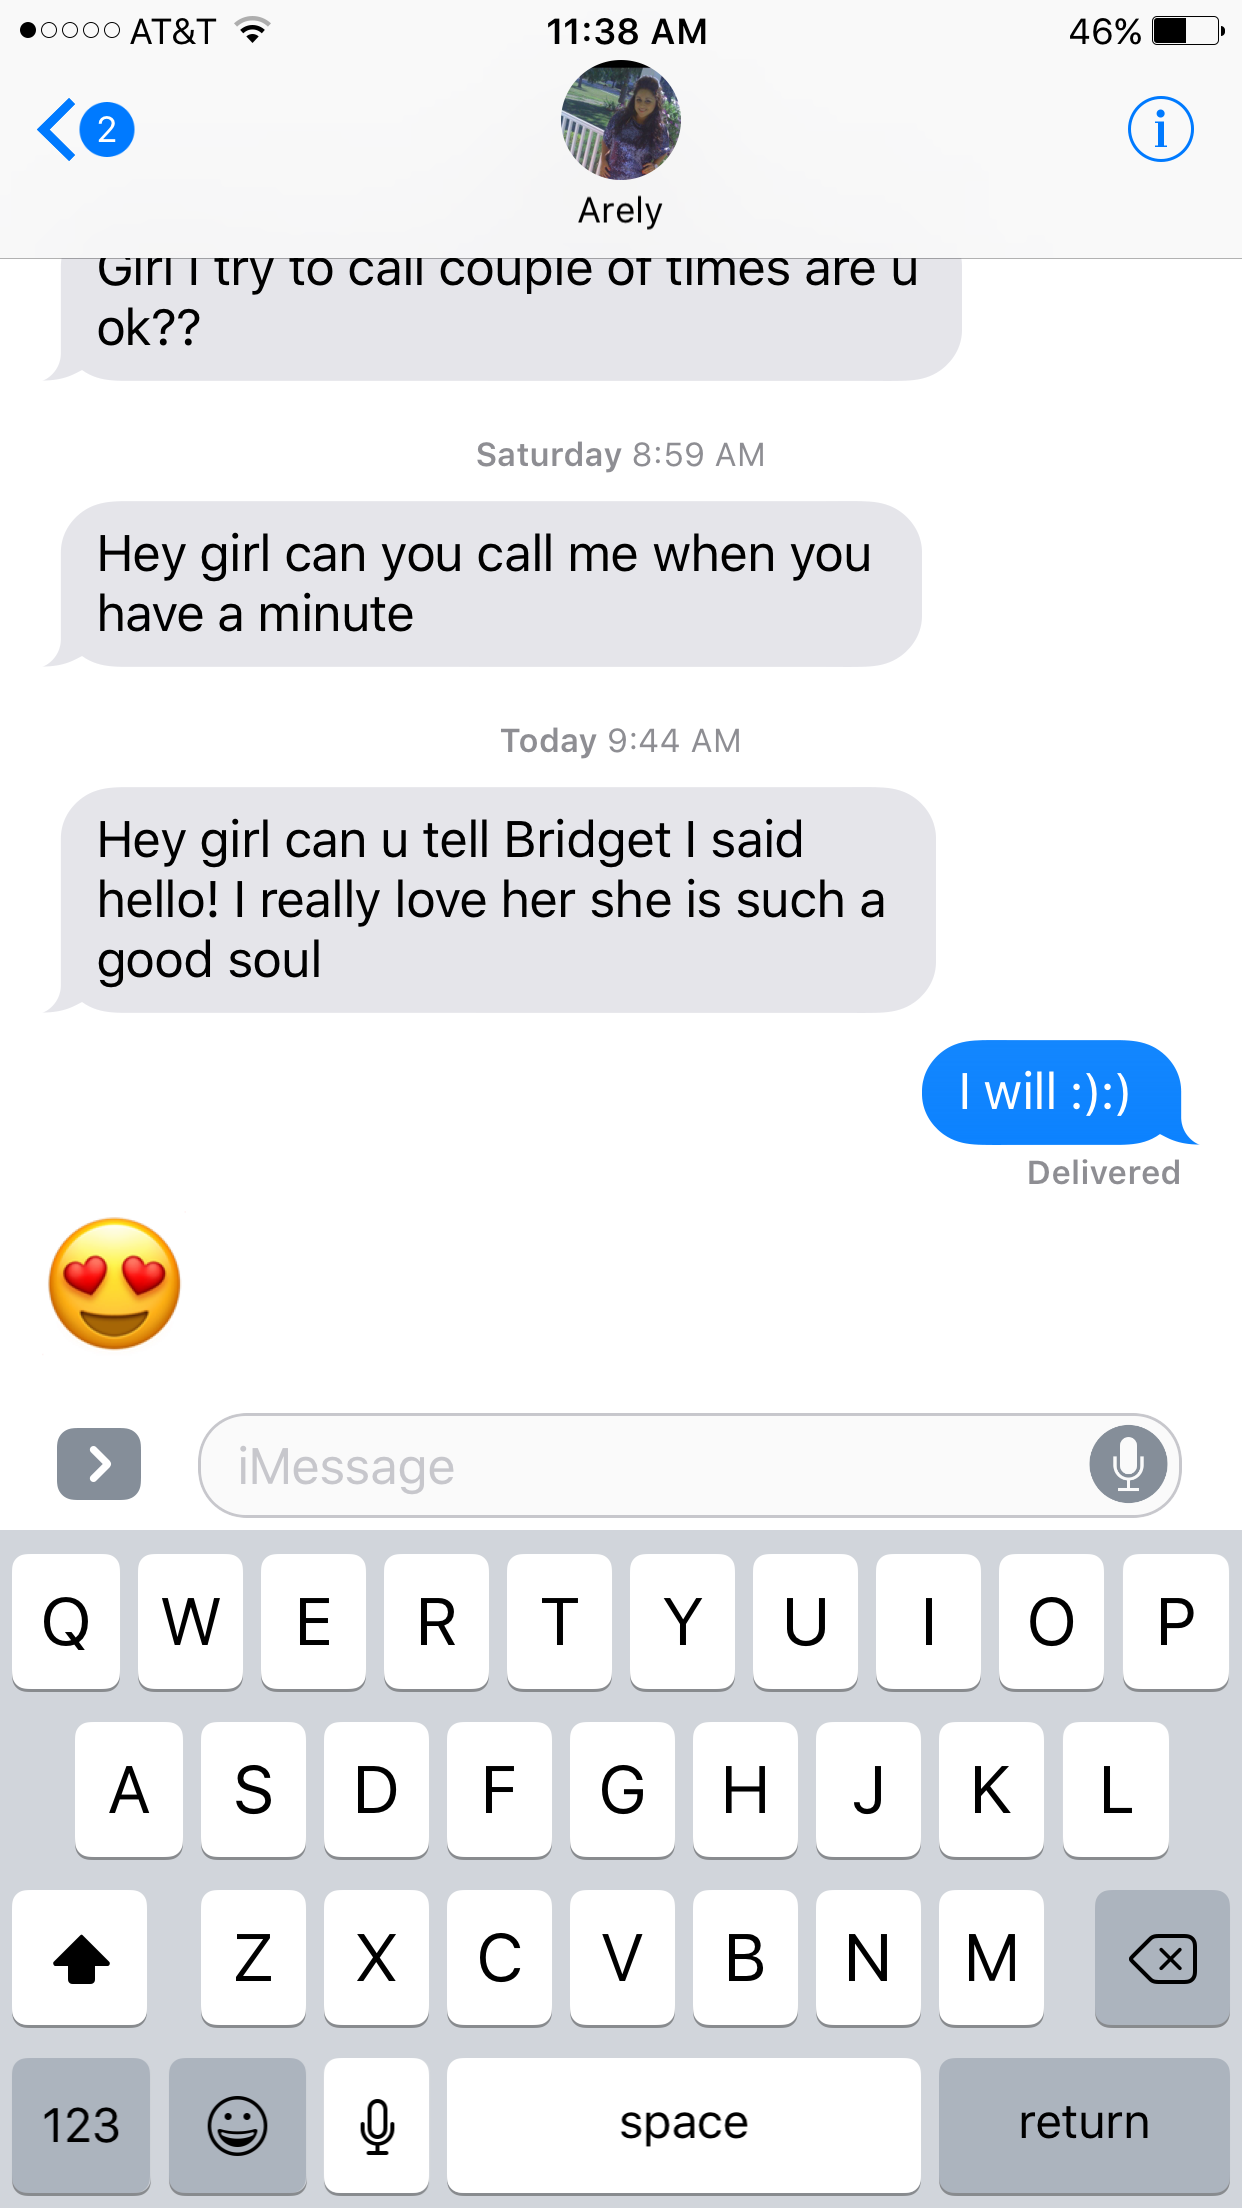 AT&T 11:38 AM 46%
2
Arely
Girl I try to call couple of times are u
ok??
Saturday 8:59 AM
Hey girl can you call me when you
have a minute
Today 9:44 AM
Hey girl can u tell Bridget I said
hello! I really love her she is such a
good soul
I will :):)
Delivered
iMessage
Q W E R T Y U I O P
A S D F G H J K L
Z X C V B N M
123 space return